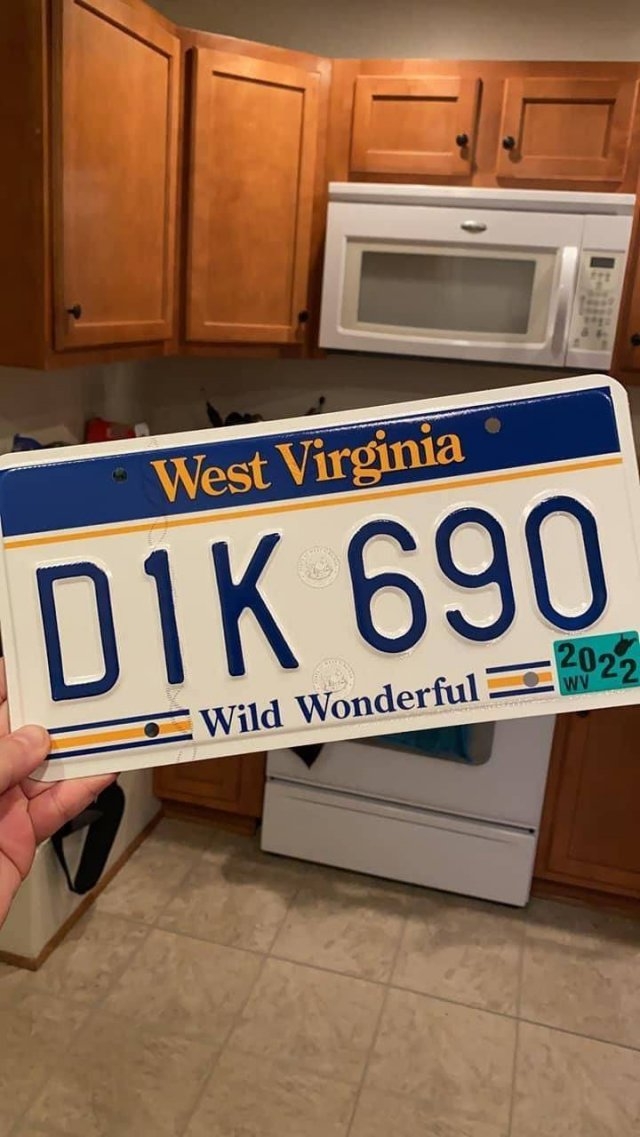 West Virginia
D1K 690
2022
WV
Wild Wonderful